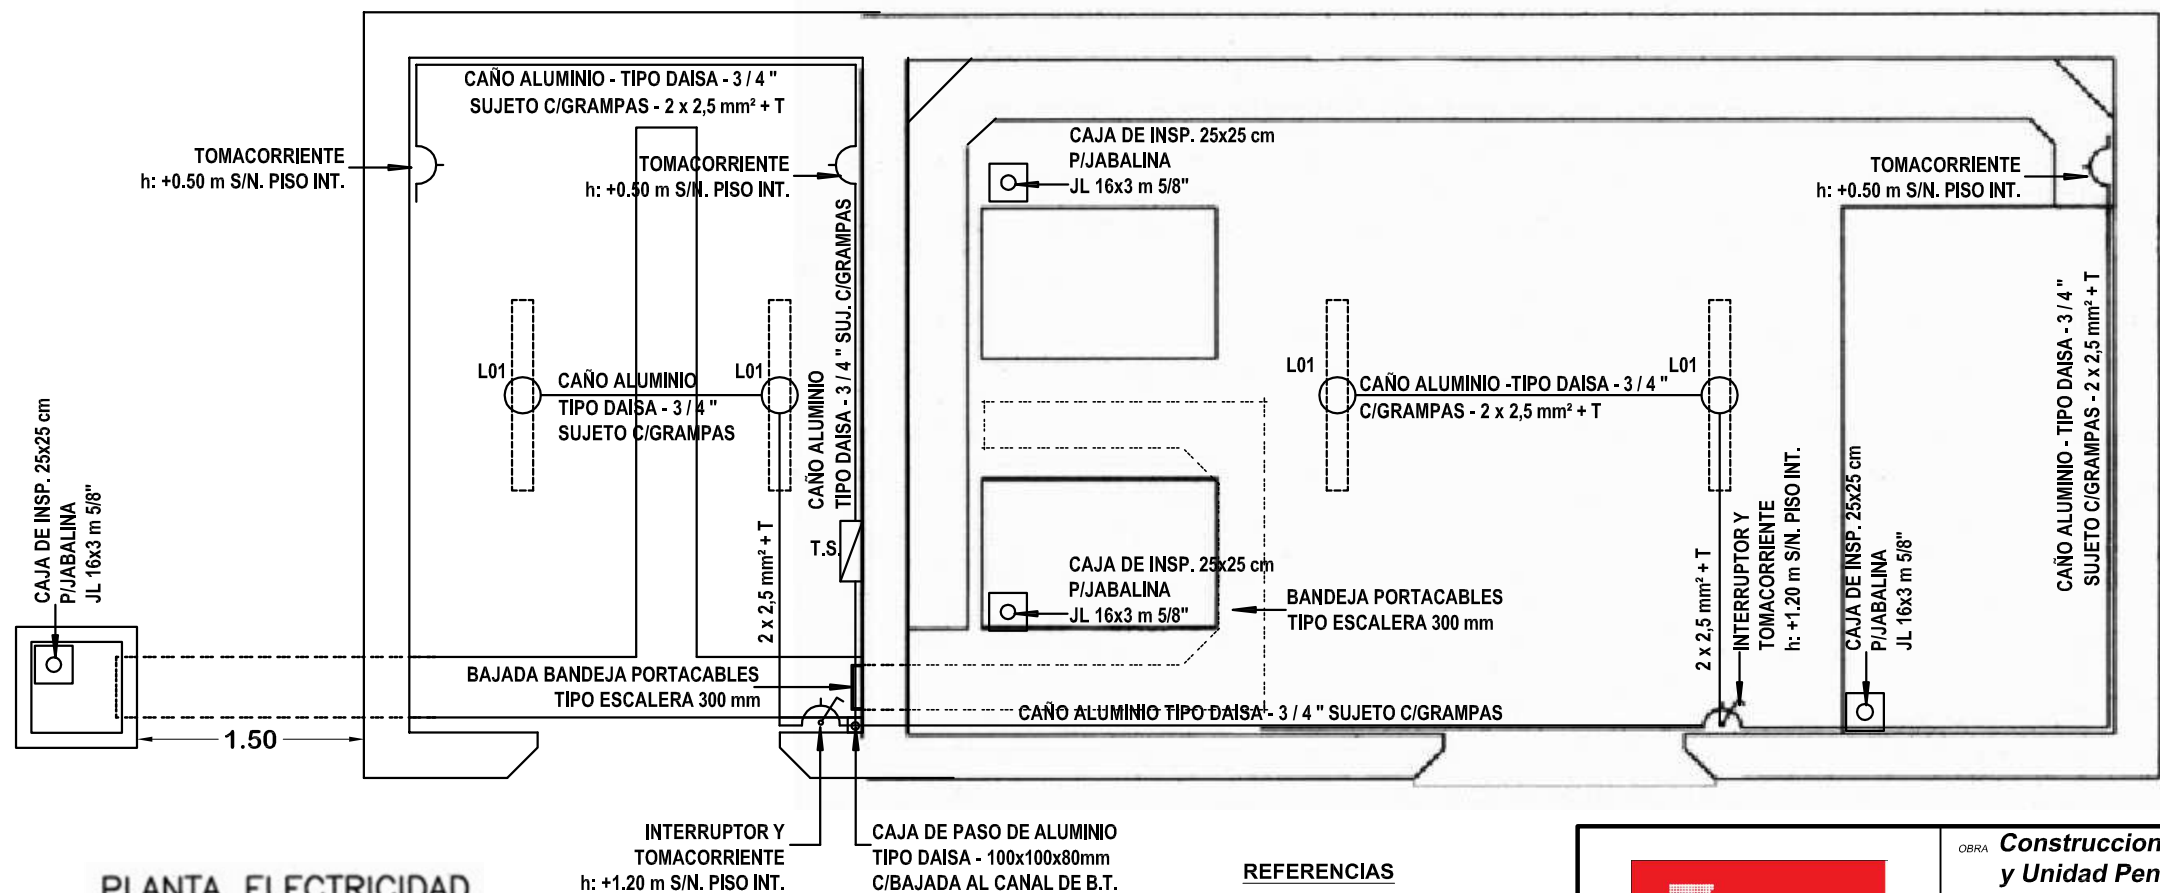 CAÑO ALUMINIO - TIPO DAISA - 3 / 4 "
SUJETO C/GRAMPAS - 2 x 2,5 mm² + T
TOMACORRIENTE
h: +0.50 m S/N. PISO INT.
TOMACORRIENTE
h: +0.50 m S/N. PISO INT.
CAJA DE INSP. 25x25 cm
P/JABALINA
JL 16x3 m 5/8"
TOMACORRIENTE
h: +0.50 m S/N. PISO INT.
L01
CAÑO ALUMINIO
TIPO DAISA - 3 / 4 "
SUJETO C/GRAMPAS
L01
CAÑO ALUMINIO
TIPO DAISA - 3 / 4 " SUJ. C/GRAMPAS
L01
CAÑO ALUMINIO -TIPO DAISA - 3 / 4 "
C/GRAMPAS - 2 x 2,5 mm² + T
L01
CAÑO ALUMINIO - TIPO DAISA - 3 / 4 "
SUJETO C/GRAMPAS - 2 x 2,5 mm² + T
CAJA DE INSP. 25x25 cm
P/JABALINA
JL 16x3 m 5/8"
2 x 2,5 mm² + T
T.S.
CAJA DE INSP. 25x25 cm
P/JABALINA
JL 16x3 m 5/8"
BANDEJA PORTACABLES
TIPO ESCALERA 300 mm
2 x 2,5 mm² + T
INTERRUPTOR Y
TOMACORRIENTE
h: +1.20 m S/N. PISO INT.
CAJA DE INSP. 25x25 cm
P/JABALINA
JL 16x3 m 5/8"
BAJADA BANDEJA PORTACABLES
TIPO ESCALERA 300 mm
CAÑO ALUMINIO TIPO DAISA - 3 / 4 " SUJETO C/GRAMPAS
1.50
INTERRUPTOR Y
TOMACORRIENTE
h: +1.20 m S/N. PISO INT.
CAJA DE PASO DE ALUMINIO
TIPO DAISA - 100x100x80mm
C/BAJADA AL CANAL DE B.T.
REFERENCIAS
PLANTA ELECTRICIDAD
OBRA Construccion
y Unidad Pen